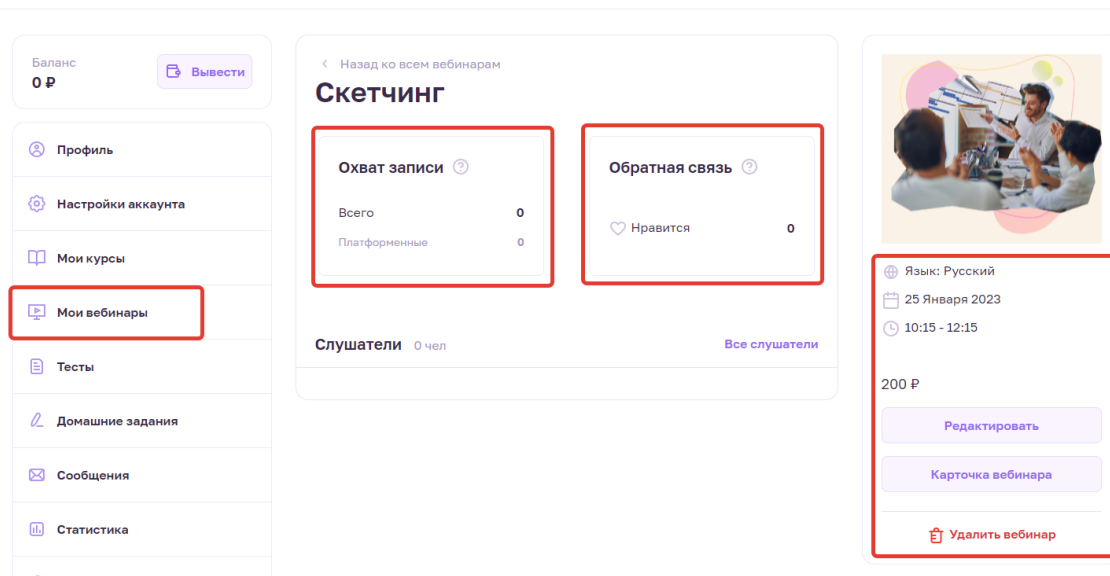 Баланс
0 ₽
Вывести
Профиль
Настройки аккаунта
Мои курсы
Мои вебинары
Тесты
Домашние задания
Сообщения
Статистика
Назад ко всем вебинарам
Скетчинг
Охват записи ?
Всего 0
Платформенные 0
Обратная связь ?
Нравится 0
Слушатели 0 чел
Все слушатели
Язык: Русский
25 Января 2023
10:15 - 12:15
200 ₽
Редактировать
Карточка вебинара
Удалить вебинар